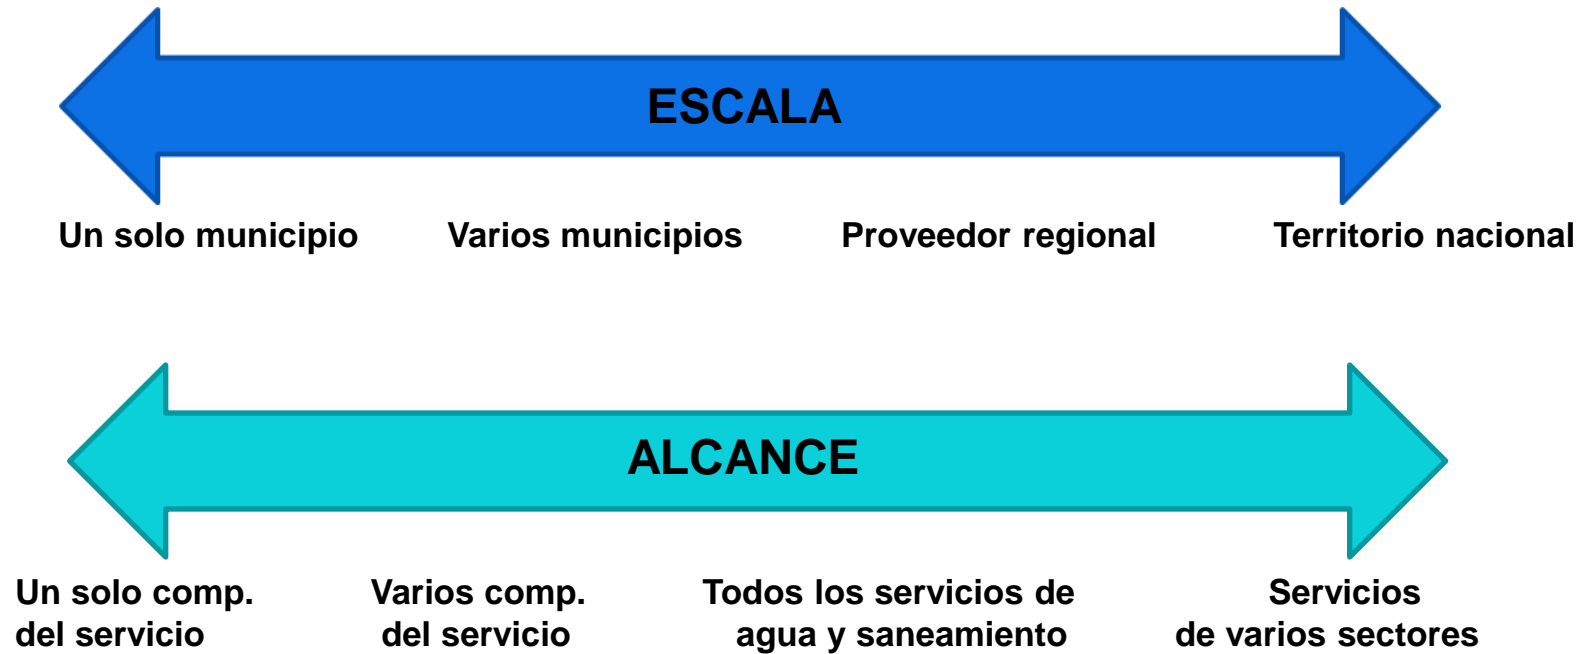 ESCALA
Un solo municipio
Varios municipios
Proveedor regional
Territorio nacional
ALCANCE
Un solo comp.
del servicio
Varios comp.
del servicio
Todos los servicios de
agua y saneamiento
Servicios
de varios sectores